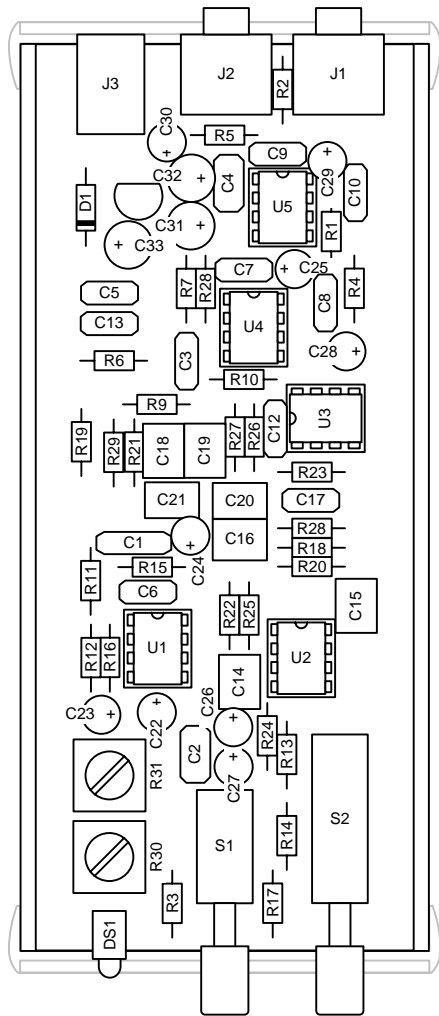 J3
J2
R2
J1
C30
R5
C9
C32
C4
C29
C10
D1
U5
C31
R1
C33
C7
C25
C5
R7
R28
C8
R4
C13
U4
C3
C28
R6
R10
R9
C12
U3
R19
R29
R21
C18
C19
R27
R26
R23
C21
C20
C17
C1
C16
R28
R18
R15
C24
R20
R11
C6
C15
R22
R25
U1
U2
R12
R16
C14
C23
C22
C26
R24
R13
C2
R31
C27
S1
S2
R14
R30
R3
R17
DS1